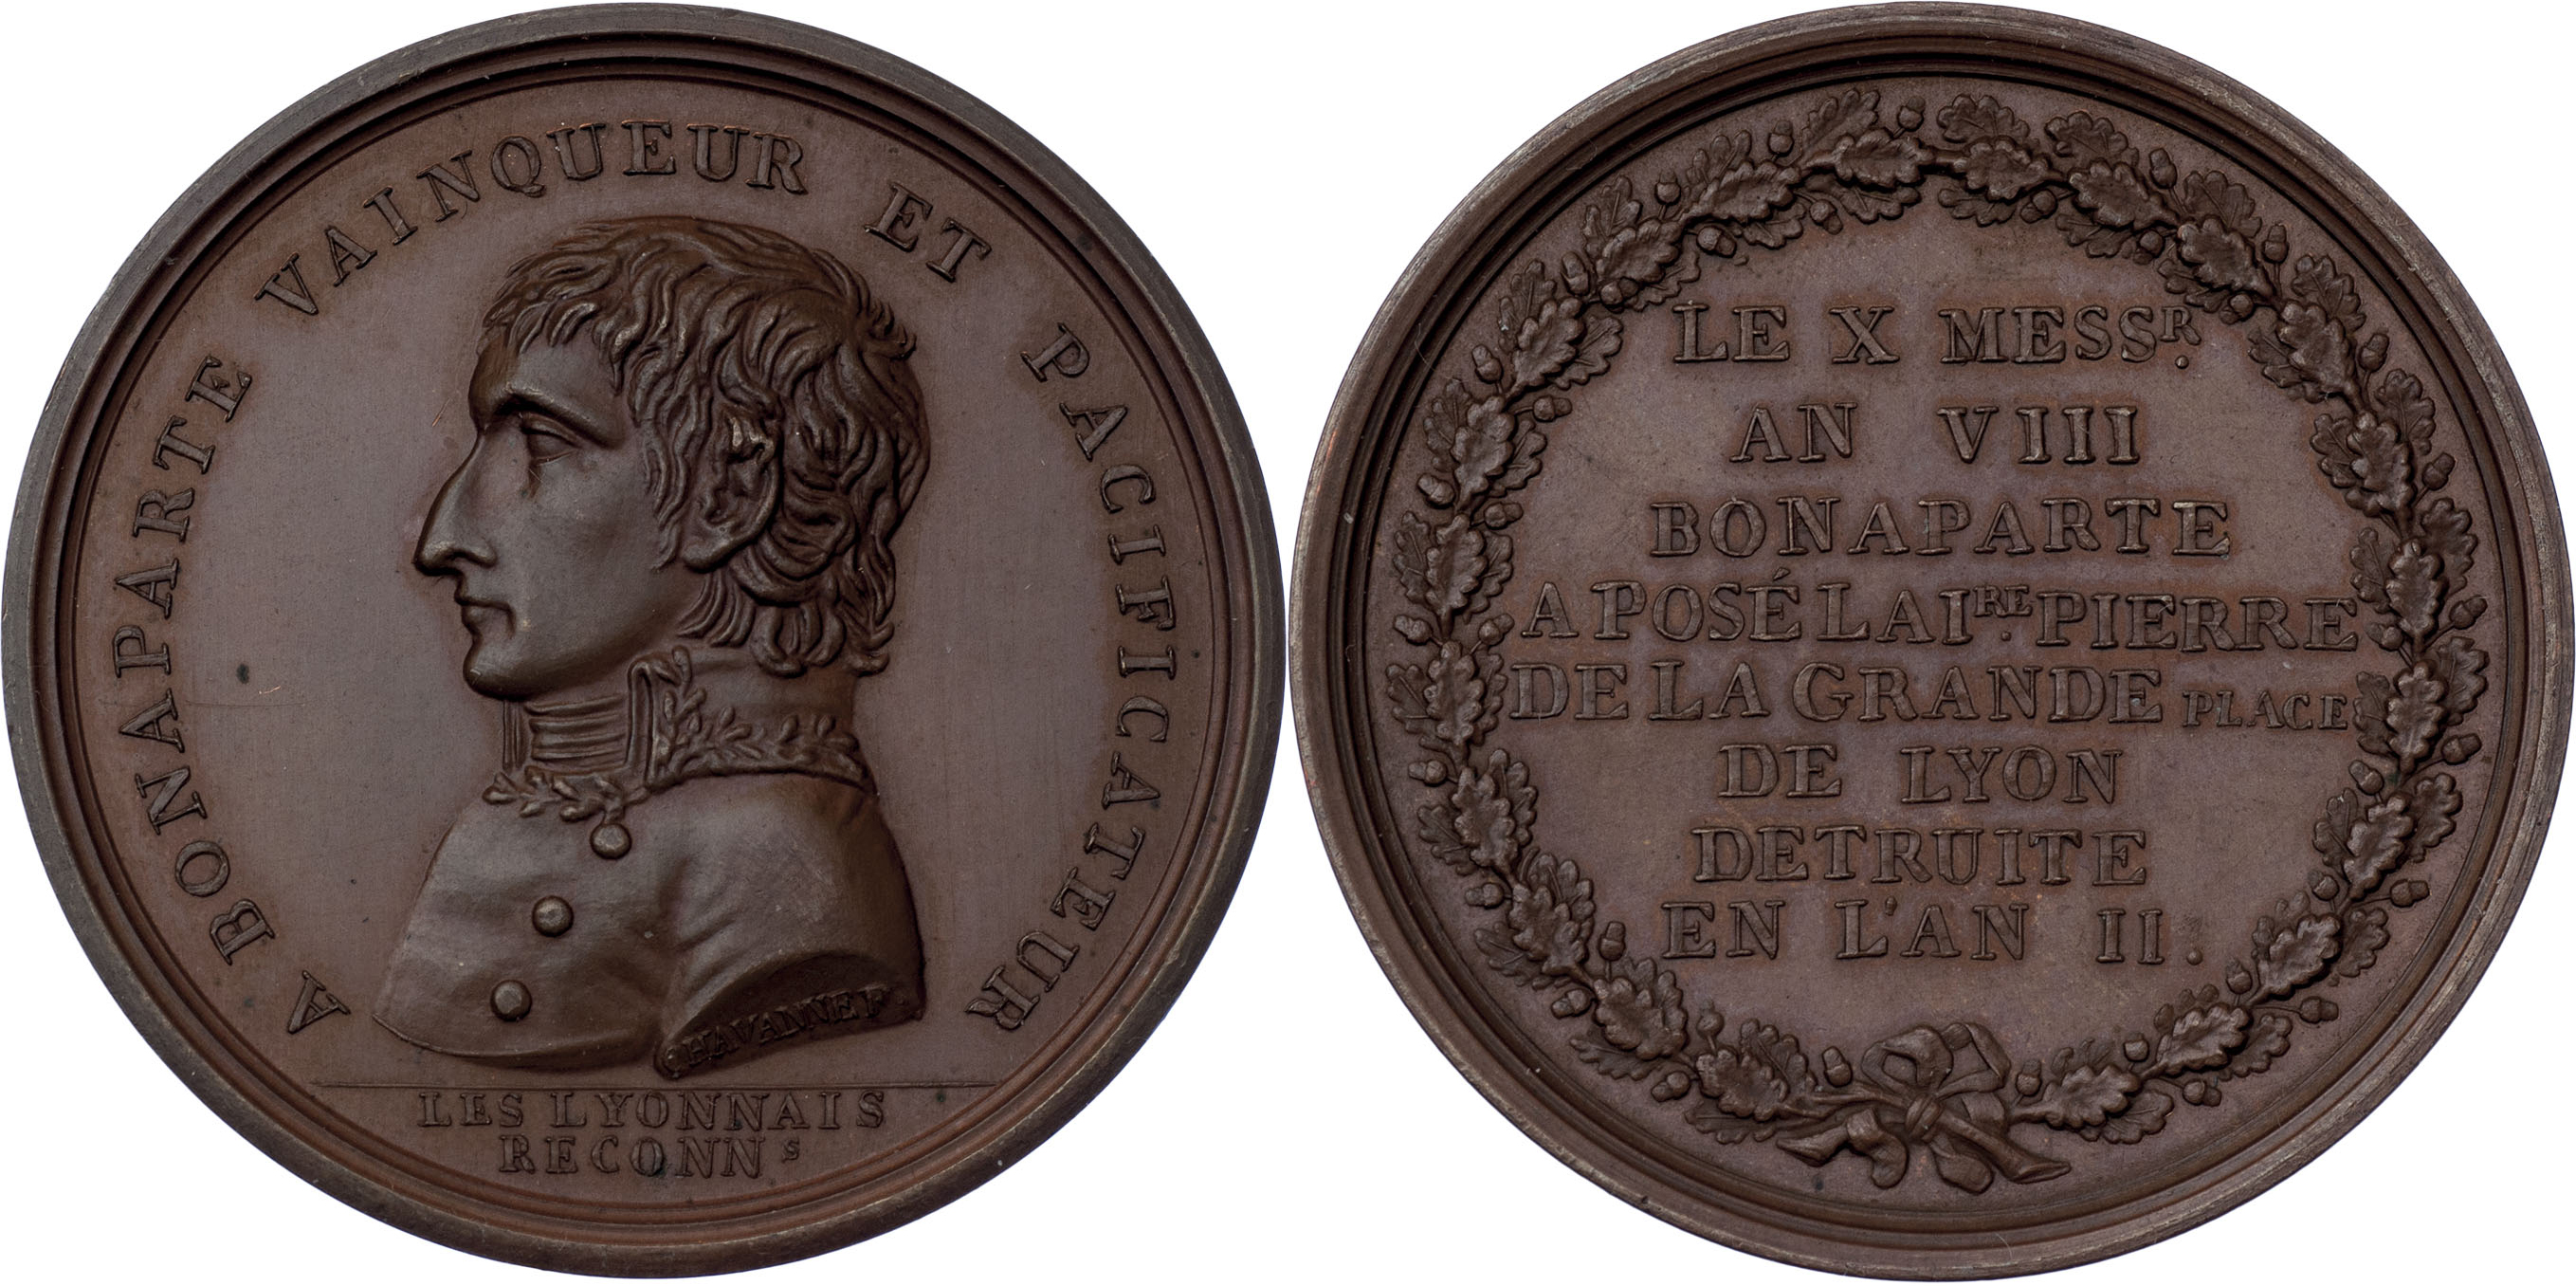 A BONAPARTE VAINQUEUR ET PACIFICATEUR
CHAVANNE F.
LES LYONNAIS
RECONNS
LE X MESSR.
AN VIII
BONAPARTE
A POSÉ LA IRE. PIERRE
DE LA GRANDE PLACE
DE LYON
DETRUITE
EN L'AN II.